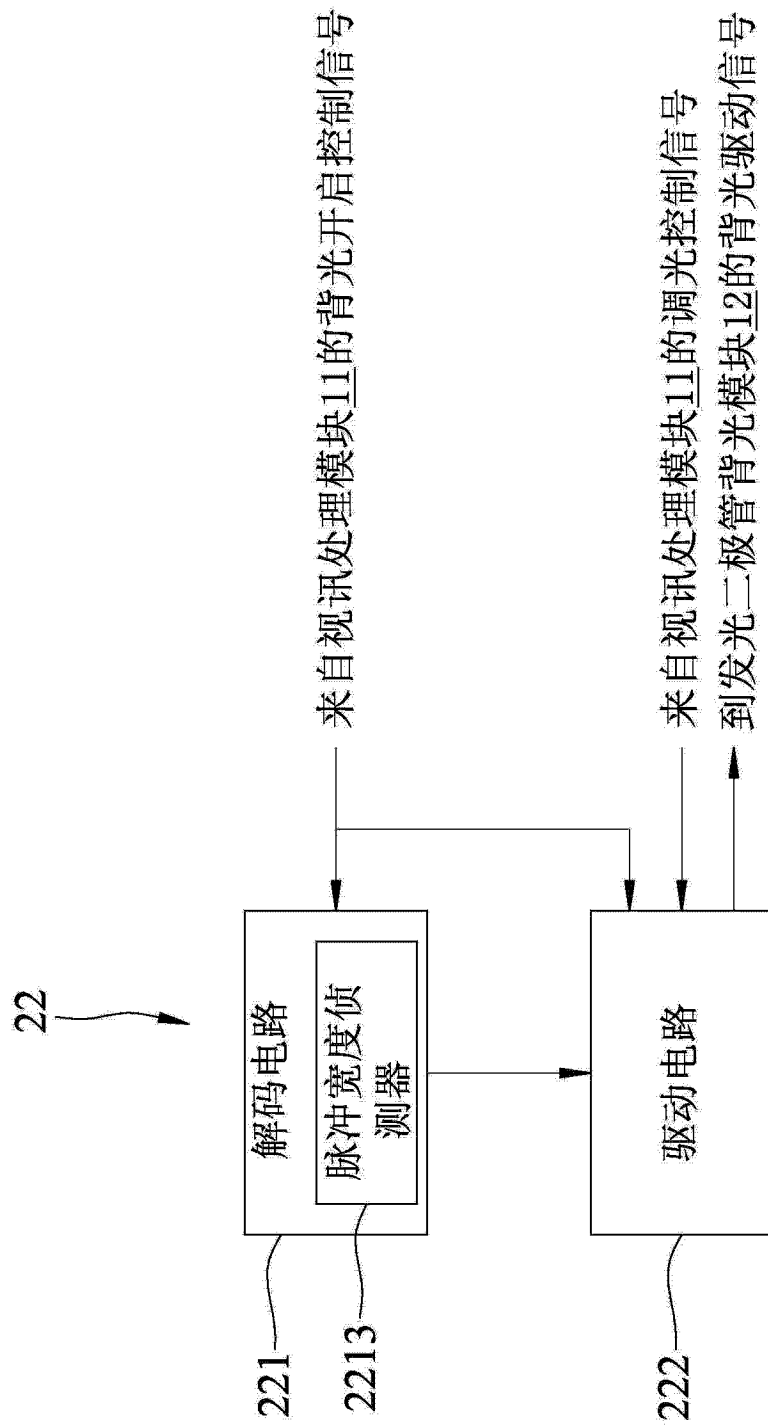 22
221
解码电路
2213
脉冲宽度侦
测器
来自视讯处理模块11的背光开启控制信号
222
驱动电路
来自视讯处理模块11的调光控制信号
到发光二极管背光模块12的背光驱动信号